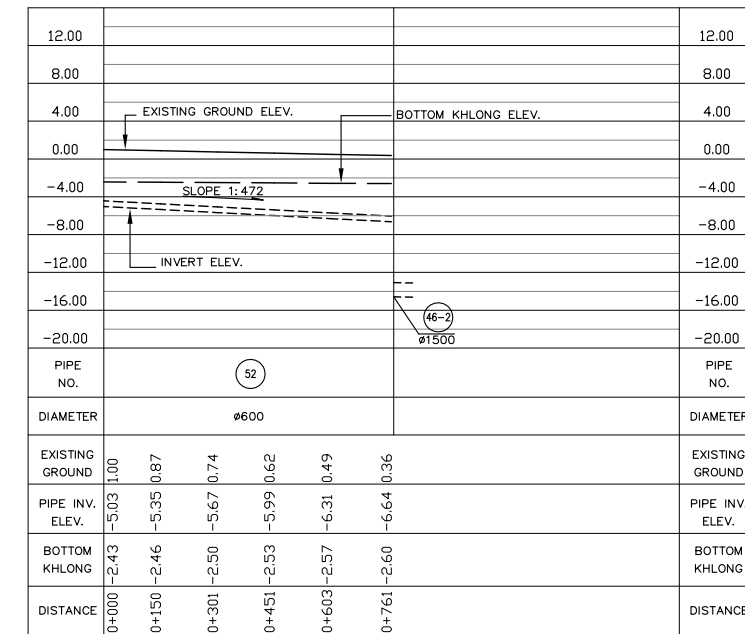 12.00 12.00
8.00 8.00
4.00 EXISTING GROUND ELEV. BOTTOM KHLONG ELEV. 4.00
0.00 0.00
-4.00 SLOPE 1:472 -4.00
-8.00 -8.00
-12.00 INVERT ELEV. -12.00
-16.00 -16.00
46-2
-20.00 ø1500 -20.00
PIPE NO. 52 PIPE NO.
DIAMETER ø600 DIAMETER
EXISTING GROUND 1.00 0.87 0.74 0.62 0.49 0.36 EXISTING GROUND
PIPE INV. ELEV. -5.03 -5.35 -5.67 -5.99 -6.31 -6.64 PIPE INV. ELEV.
BOTTOM KHLONG -2.43 -2.46 -2.50 -2.53 -2.57 -2.60 BOTTOM KHLONG
DISTANCE 0+000 0+150 0+301 0+451 0+603 0+761 DISTANCE